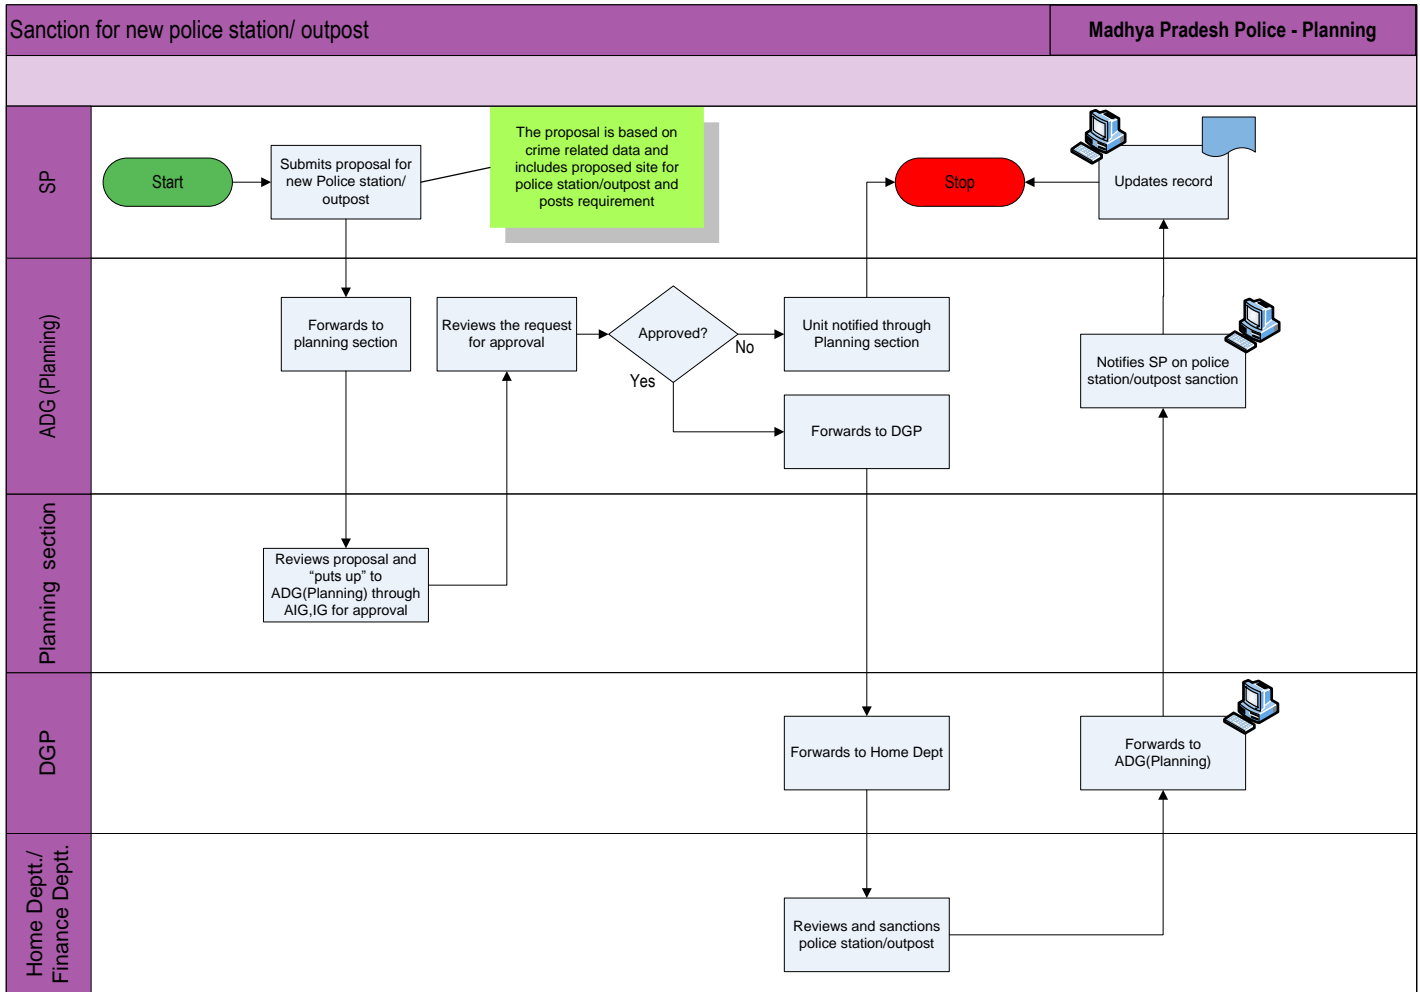 Sanction for new police station/ outpost
Madhya Pradesh Police - Planning
SP
Start
Submits proposal for
new Police station/
outpost
The proposal is based on
crime related data and
includes proposed site for
police station/outpost and
posts requirement
Stop
Updates record
ADG (Planning)
Forwards to
planning section
Reviews the request
for approval
Approved?
No
Yes
Unit notified through
Planning section
Forwards to DGP
Notifies SP on police
station/outpost sanction
Planning section
Reviews proposal and
“puts up” to
ADG(Planning) through
AIG,IG for approval
DGP
Forwards to Home Dept
Forwards to
ADG(Planning)
Home Deptt./
Finance Deptt.
Reviews and sanctions
police station/outpost